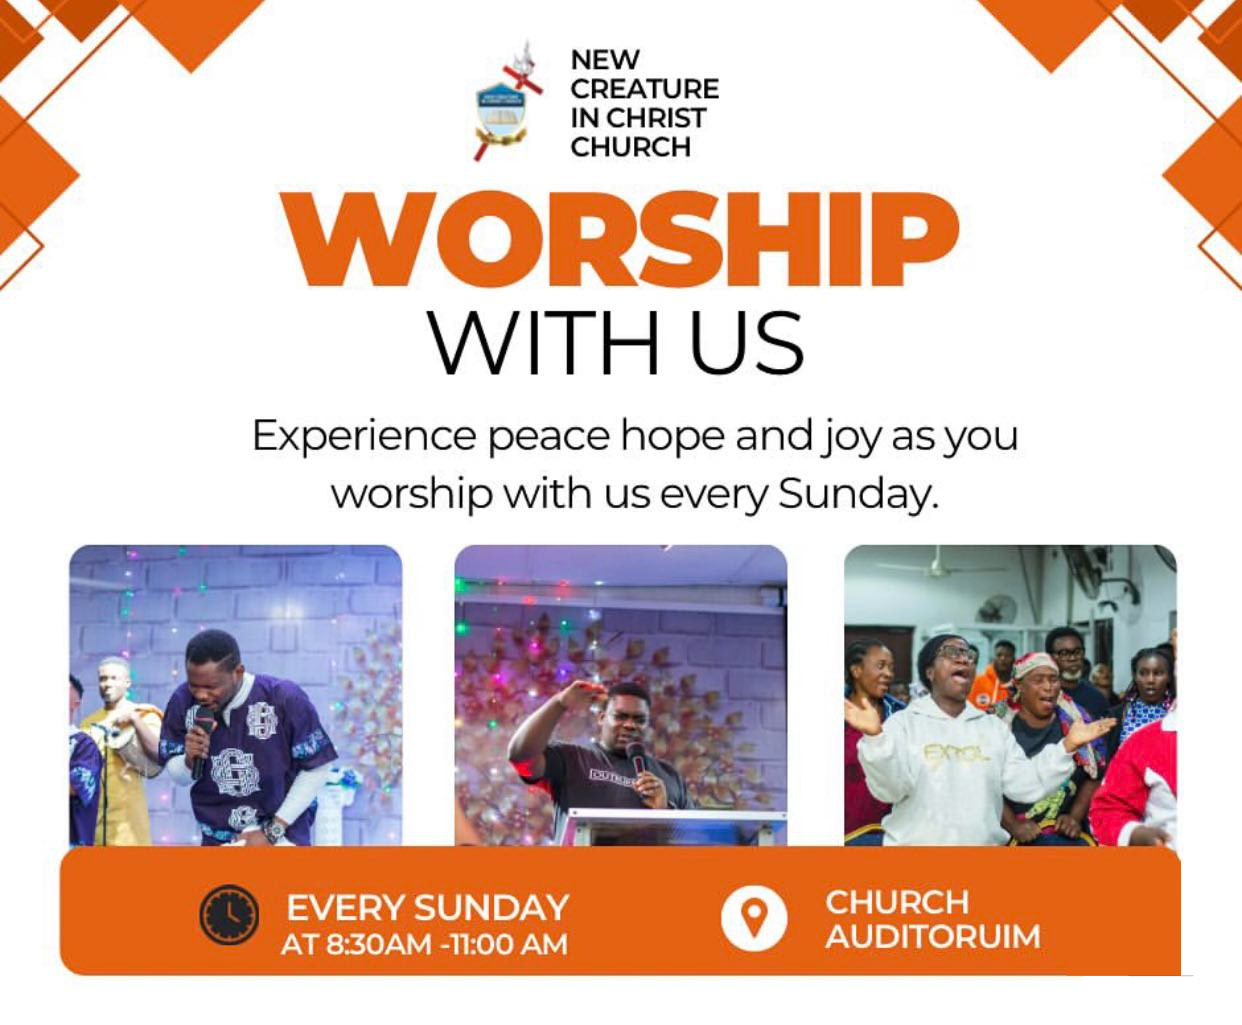 NEW
CREATURE
IN CHRIST
CHURCH
WORSHIP
WITH US
Experience peace hope and joy as you
worship with us every Sunday.
EVERY SUNDAY
AT 8:30AM -11:00 AM
CHURCH
AUDITORUIM